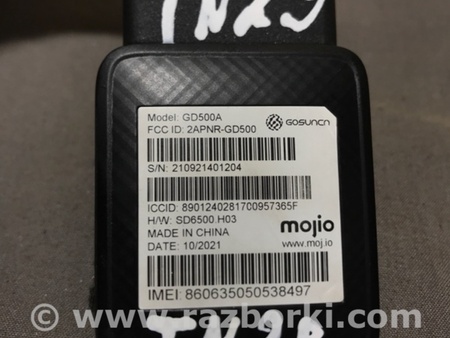 TN29
Model: GD500A
GOSUNCN
FCC ID: 2APNR-GD500
S/N: 210921401204
ICCID: 8901240281700957365F
H/W: SD6500.H03
MADE IN CHINA
mojio
DATE: 10/2021
www.moj.io
IMEI: 860635050538497
© www.razborki.com/